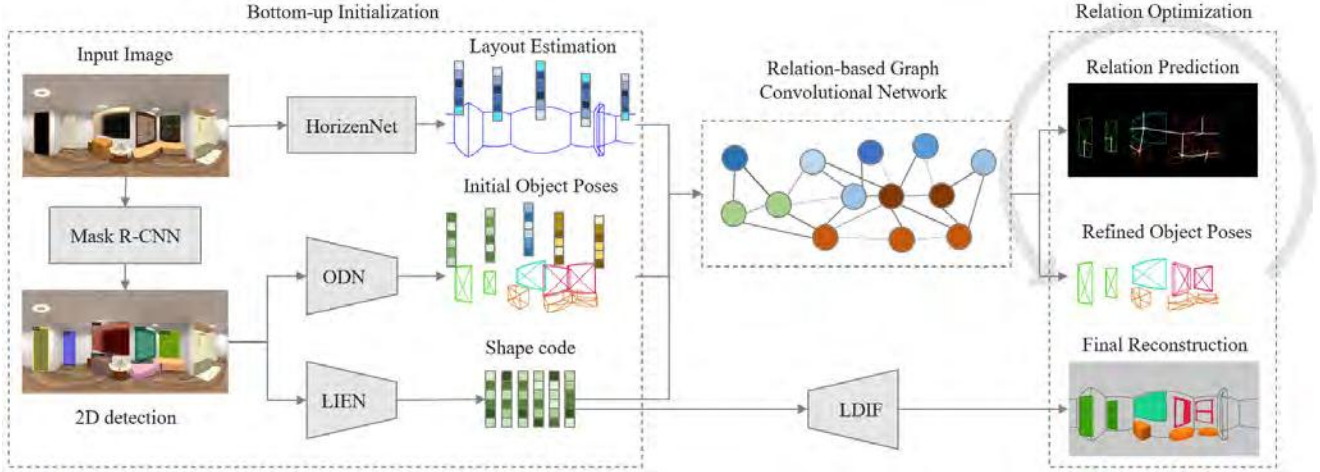 Bottom-up Initialization
Relation Optimization
Input Image
Layout Estimation
Relation-based Graph
Convolutional Network
Relation Prediction
HorizenNet
Initial Object Poses
Mask R-CNN
Refined Object Poses
ODN
Shape code
Final Reconstruction
LIEN
LDIF
2D detection